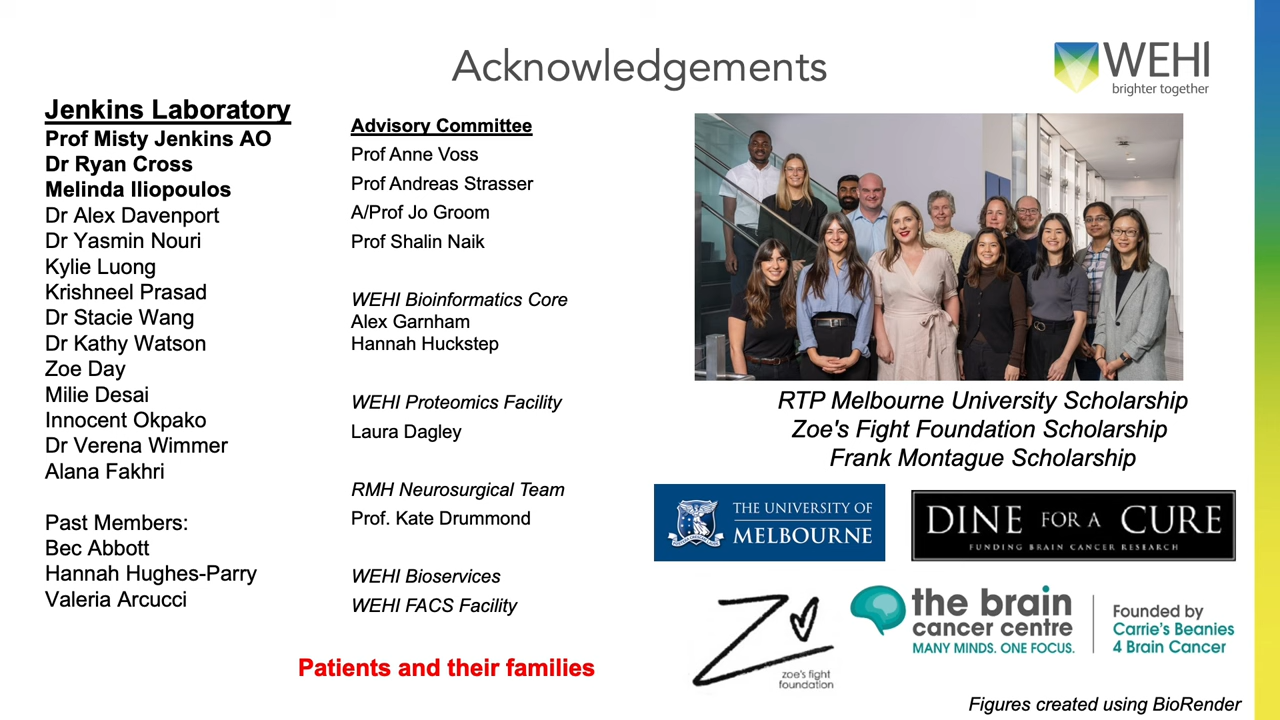 Acknowledgements
WEHI
brighter together
Jenkins Laboratory
Prof Misty Jenkins AO
Dr Ryan Cross
Melinda Iliopoulos
Dr Alex Davenport
Dr Yasmin Nouri
Kylie Luong
Krishneel Prasad
Dr Stacie Wang
Dr Kathy Watson
Zoe Day
Milie Desai
Innocent Okpako
Dr Verena Wimmer
Alana Fakhri
Past Members:
Bec Abbott
Hannah Hughes-Parry
Valeria Arcucci
Advisory Committee
Prof Anne Voss
Prof Andreas Strasser
A/Prof Jo Groom
Prof Shalin Naik
WEHI Bioinformatics Core
Alex Garnham
Hannah Huckstep
WEHI Proteomics Facility
Laura Dagley
RMH Neurosurgical Team
Prof. Kate Drummond
WEHI Bioservices
WEHI FACS Facility
Patients and their families
RTP Melbourne University Scholarship
Zoe's Fight Foundation Scholarship
Frank Montague Scholarship
THE UNIVERSITY OF
MELBOURNE
DINE FOR A CURE
FUNDING BRAIN CANCER RESEARCH
Z
zoe's fight
foundation
the brain
cancer centre
MANY MINDS. ONE FOCUS.
Founded by
Carrie's Beanies
4 Brain Cancer
Figures created using BioRender